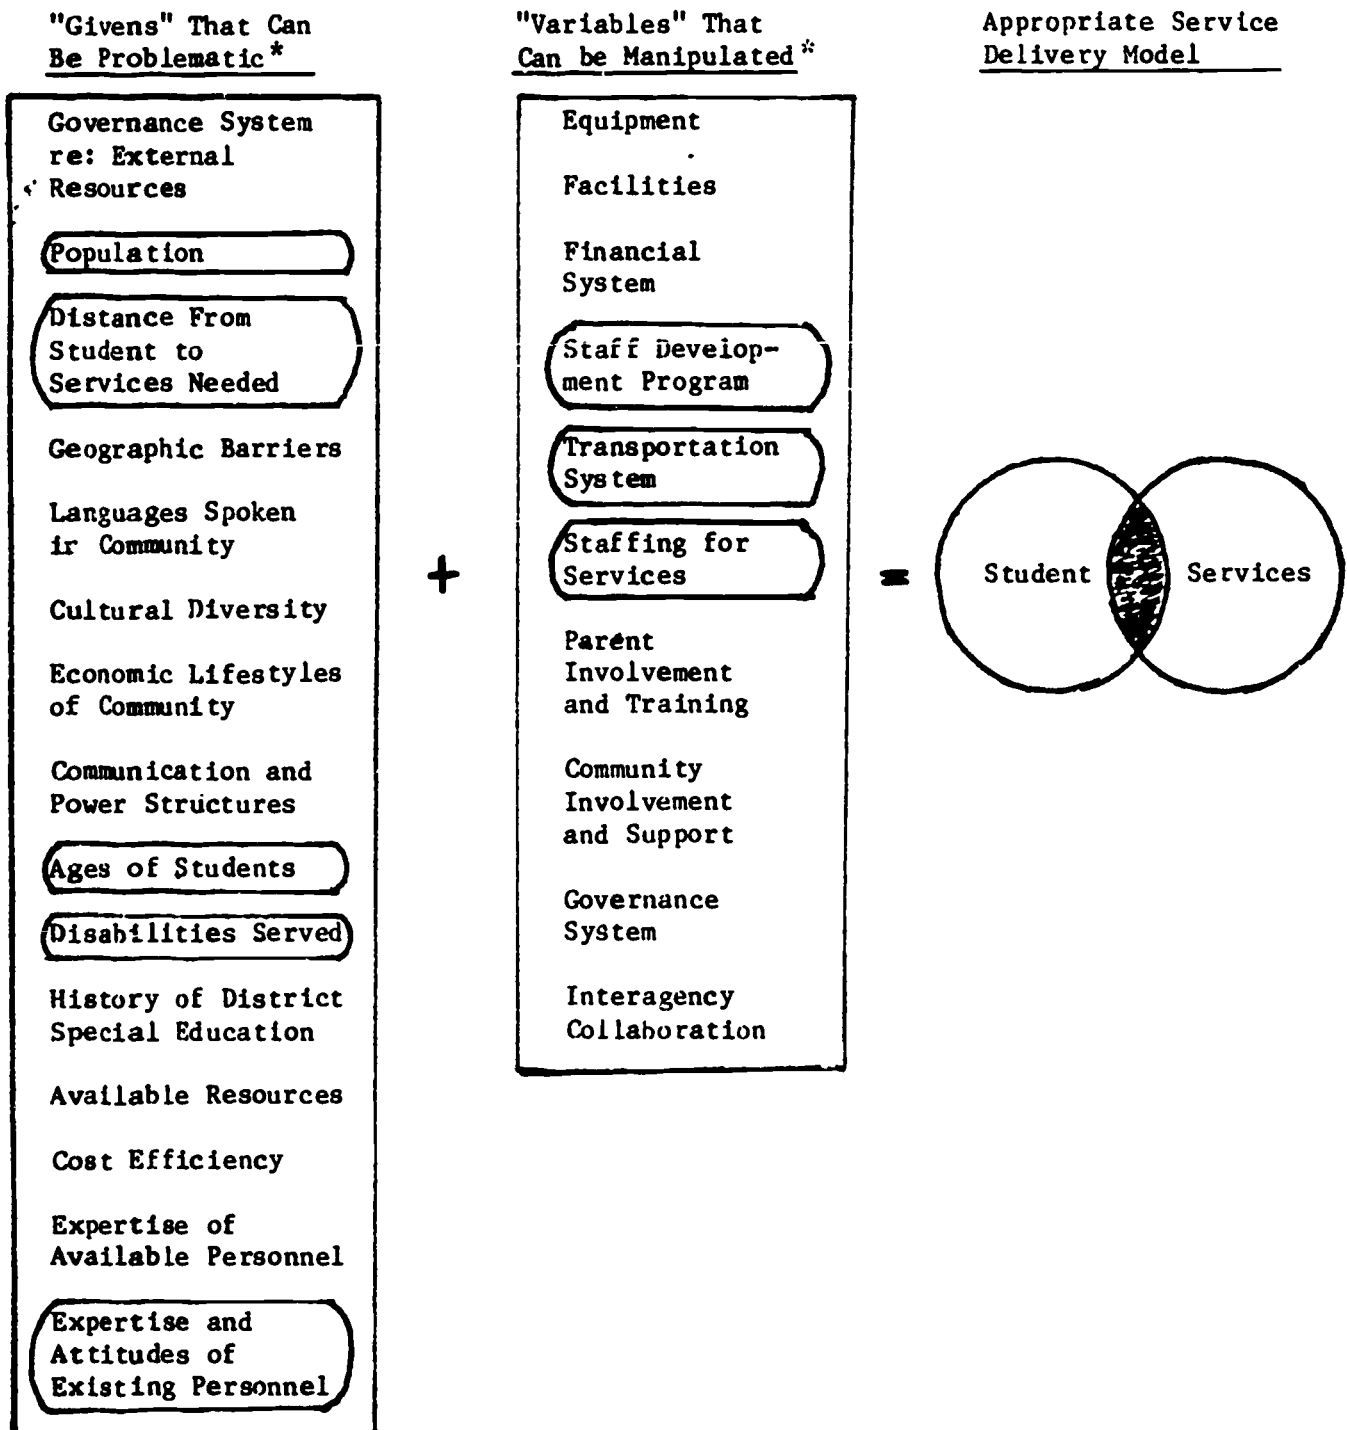 "Givens" That Can
Be Problematic*
Governance System
re: External
Resources
Population
Distance From
Student to
Services Needed
Geographic Barriers
Languages Spoken
ir Community
Cultural Diversity
Economic Lifestyles
of Community
Communication and
Power Structures
Ages of Students
Disabilities Served
History of District
Special Education
Available Resources
Cost Efficiency
Expertise of
Available Personnel
Expertise and
Attitudes of
Existing Personnel
+
"Variables" That
Can be Manipulated*
Equipment
Facilities
Financial
System
Staff Develop-
ment Program
Transportation
System
Staffing for
Services
Parent
Involvement
and Training
Community
Involvement
and Support
Governance
System
Interagency
Collaboration
=
Appropriate Service
Delivery Model
Student
Services